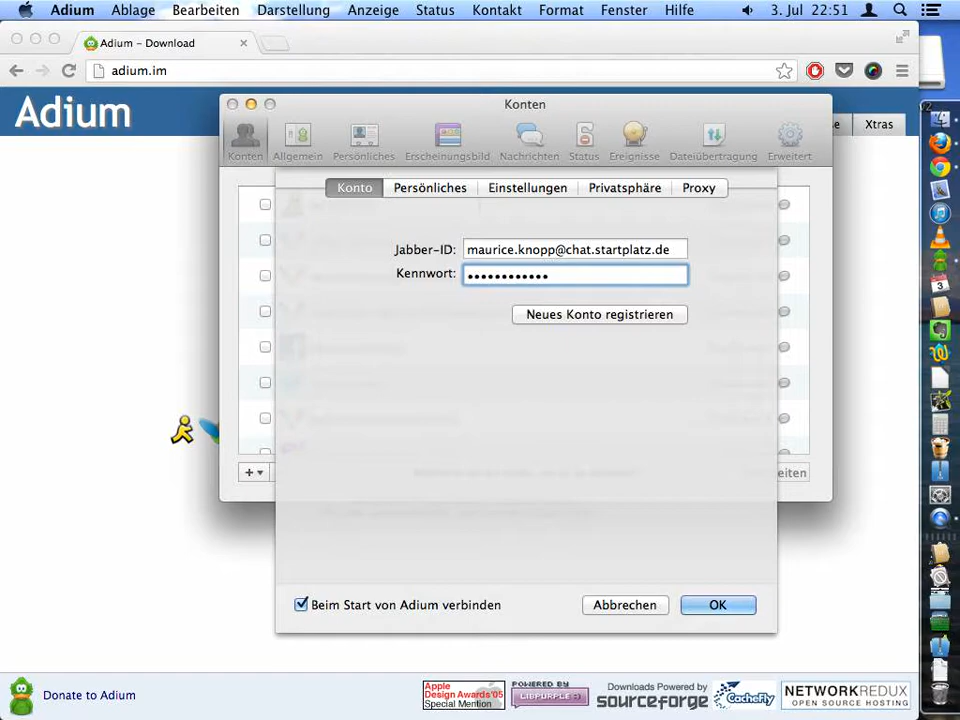 Adium Ablage Bearbeiten Darstellung Anzeige Status Kontakt Format Fenster Hilfe 3. Jul 22:51
Adium – Download
adium.im
Adium
Xtras
Konten
Konten Allgemein Persönliches Erscheinungsbild Nachrichten Status Ereignisse Dateiübertragung Erweitert
Konto Persönliches Einstellungen Privatsphäre Proxy
Jabber-ID: maurice.knopp@chat.startplatz.de
Kennwort: ••••••••••••
Neues Konto registrieren
Beim Start von Adium verbinden Abbrechen OK
Donate to Adium
Apple
Design Awards'05
Special Mention
POWERED BY
LIBPURPLE
Downloads Powered by
SOURCEFORGE
CacheFly
NETWORKREDUX
OPEN SOURCE HOSTING